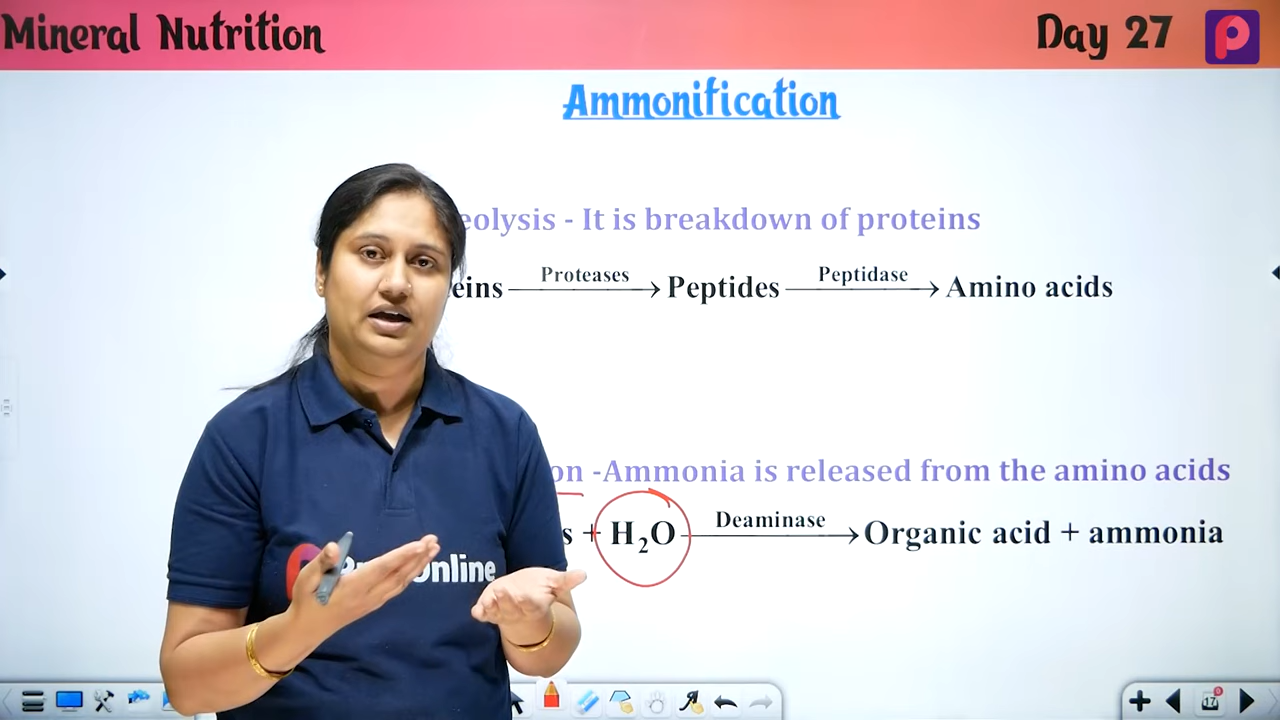 Mineral Nutrition Day 27
Ammonification
eolysis - It is breakdown of proteins
Proteases Peptidase
eins Peptides Amino acids
on -Ammonia is released from the amino acids
Deaminase
s + H₂O Organic acid + ammonia
Online
17